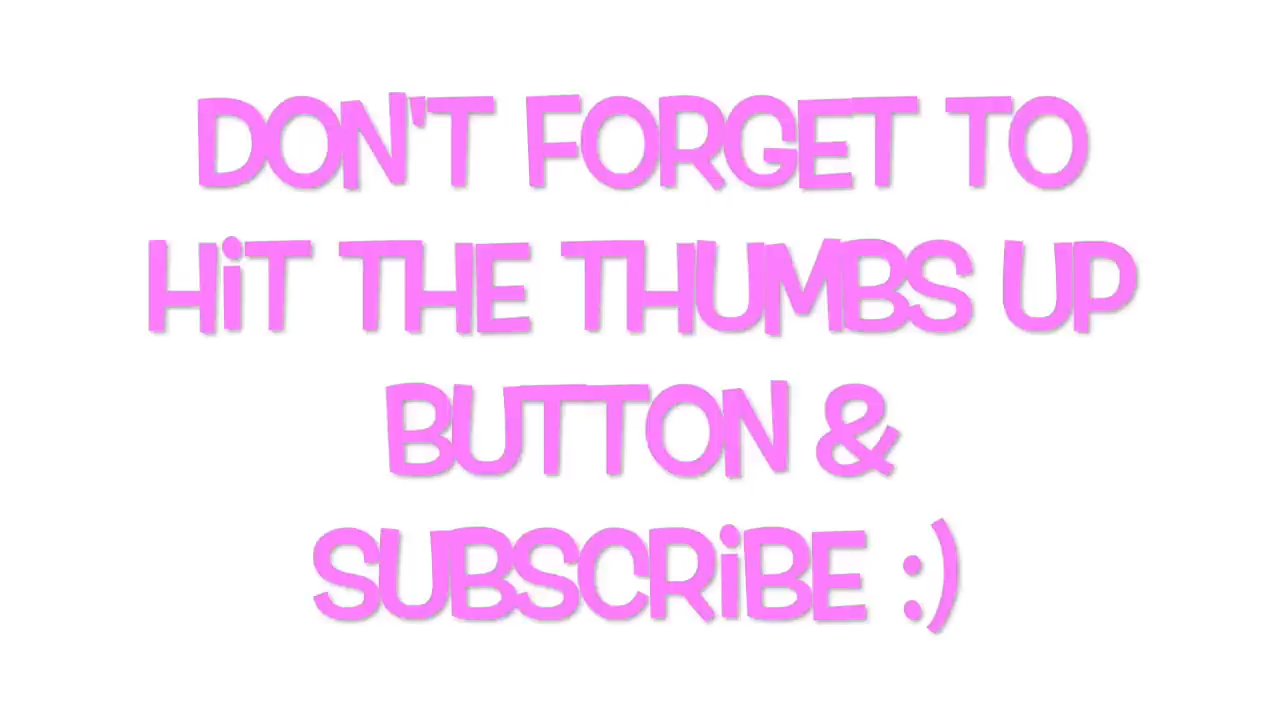 DON'T FORGET TO
HiT THE THUMBS UP
BUTTON &
SUBSCRiBE :)